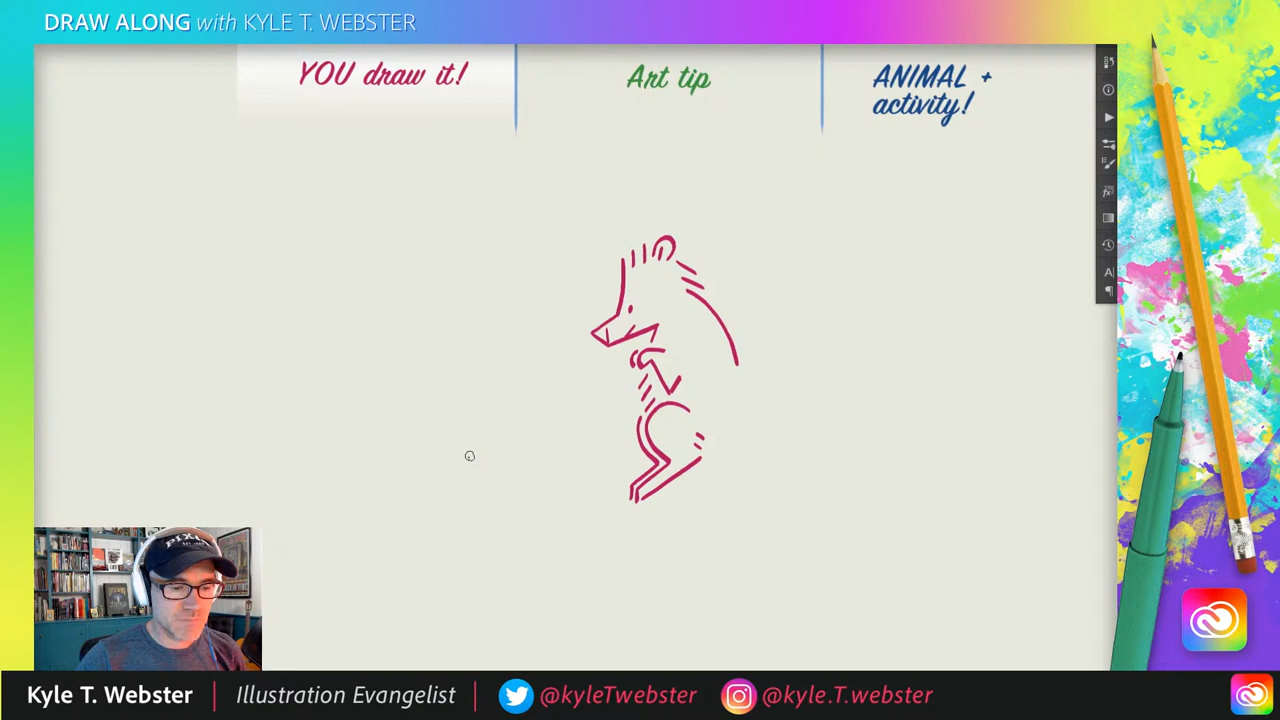 DRAW ALONG with KYLE T. WEBSTER
YOU draw it!
Art tip
ANIMAL +
activity!
Kyle T. Webster | Illustration Evangelist | @kyleTwebster @kyle.T.webster